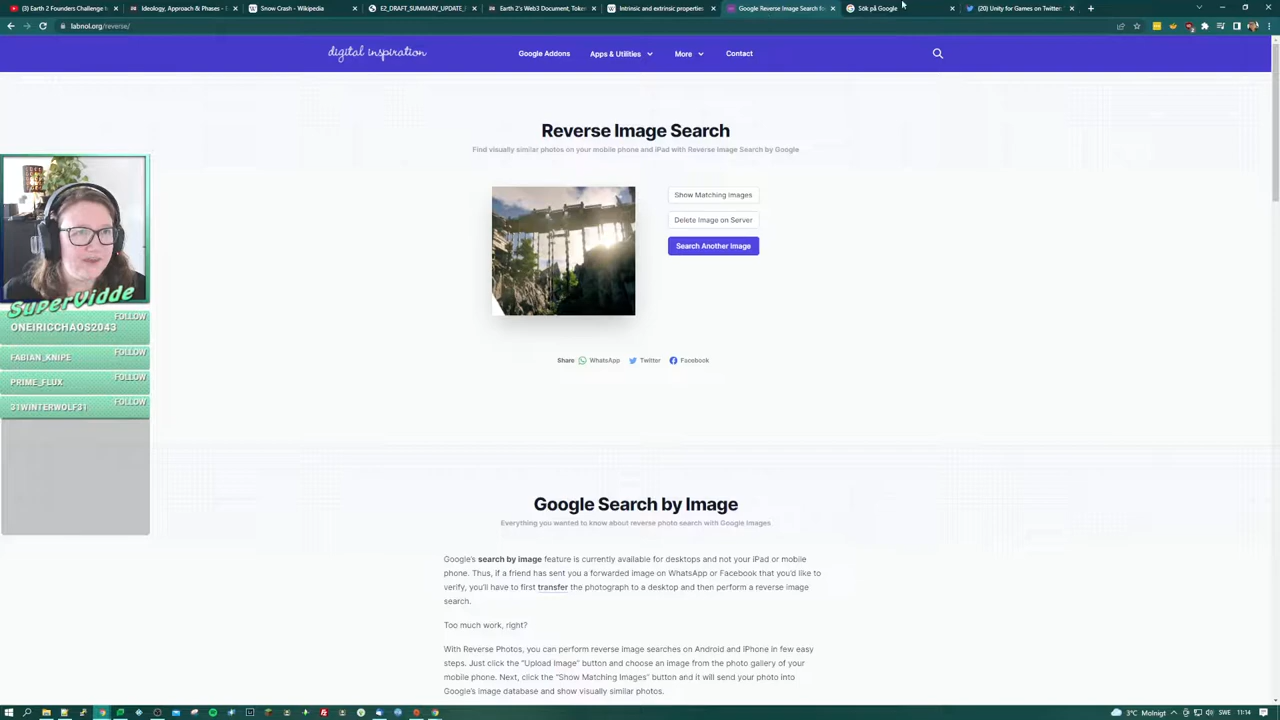 (3) Earth 2 Founders Challenge I
Ideology, Approach & Phases -
Snow Crash - Wikipedia
E2_DRAFT_SUMMARY_UPDATE_
Earth 2's Web3 Document, Token
Intrinsic and extrinsic properties
Google Reverse Image Search fo
Sök på Google
(20) Unity for Games on Twitter:
labnol.org/reverse/
digital inspiration
Google Addons
Apps & Utilities
More
Contact
Reverse Image Search
Find visually similar photos on your mobile phone and iPad with Reverse Image Search by Google
Show Matching Images
Delete Image on Server
Search Another Image
SuperVidde
FOLLOW
ONEIRICCHAOS2043
FOLLOW
FABIAN_KNIPE
FOLLOW
PRIME_FLUX
FOLLOW
31WINTERWOLF31
Share WhatsApp Twitter Facebook
Google Search by Image
Everything you wanted to know about reverse photo search with Google Images
Google's search by image feature is currently available for desktops and not your iPad or mobile
phone. Thus, if a friend has sent you a forwarded image on WhatsApp or Facebook that you'd like to
verify, you'll have to first transfer the photograph to a desktop and then perform a reverse image
search.
Too much work, right?
With Reverse Photos, you can perform reverse image searches on Android and iPhone in few easy
steps. Just click the "Upload Image" button and choose an image from the photo gallery of your
mobile phone. Next, click the "Show Matching Images" button and it will send your photo into
Google's image database and show visually similar photos.
3°C Molnigt
SWE
11:14